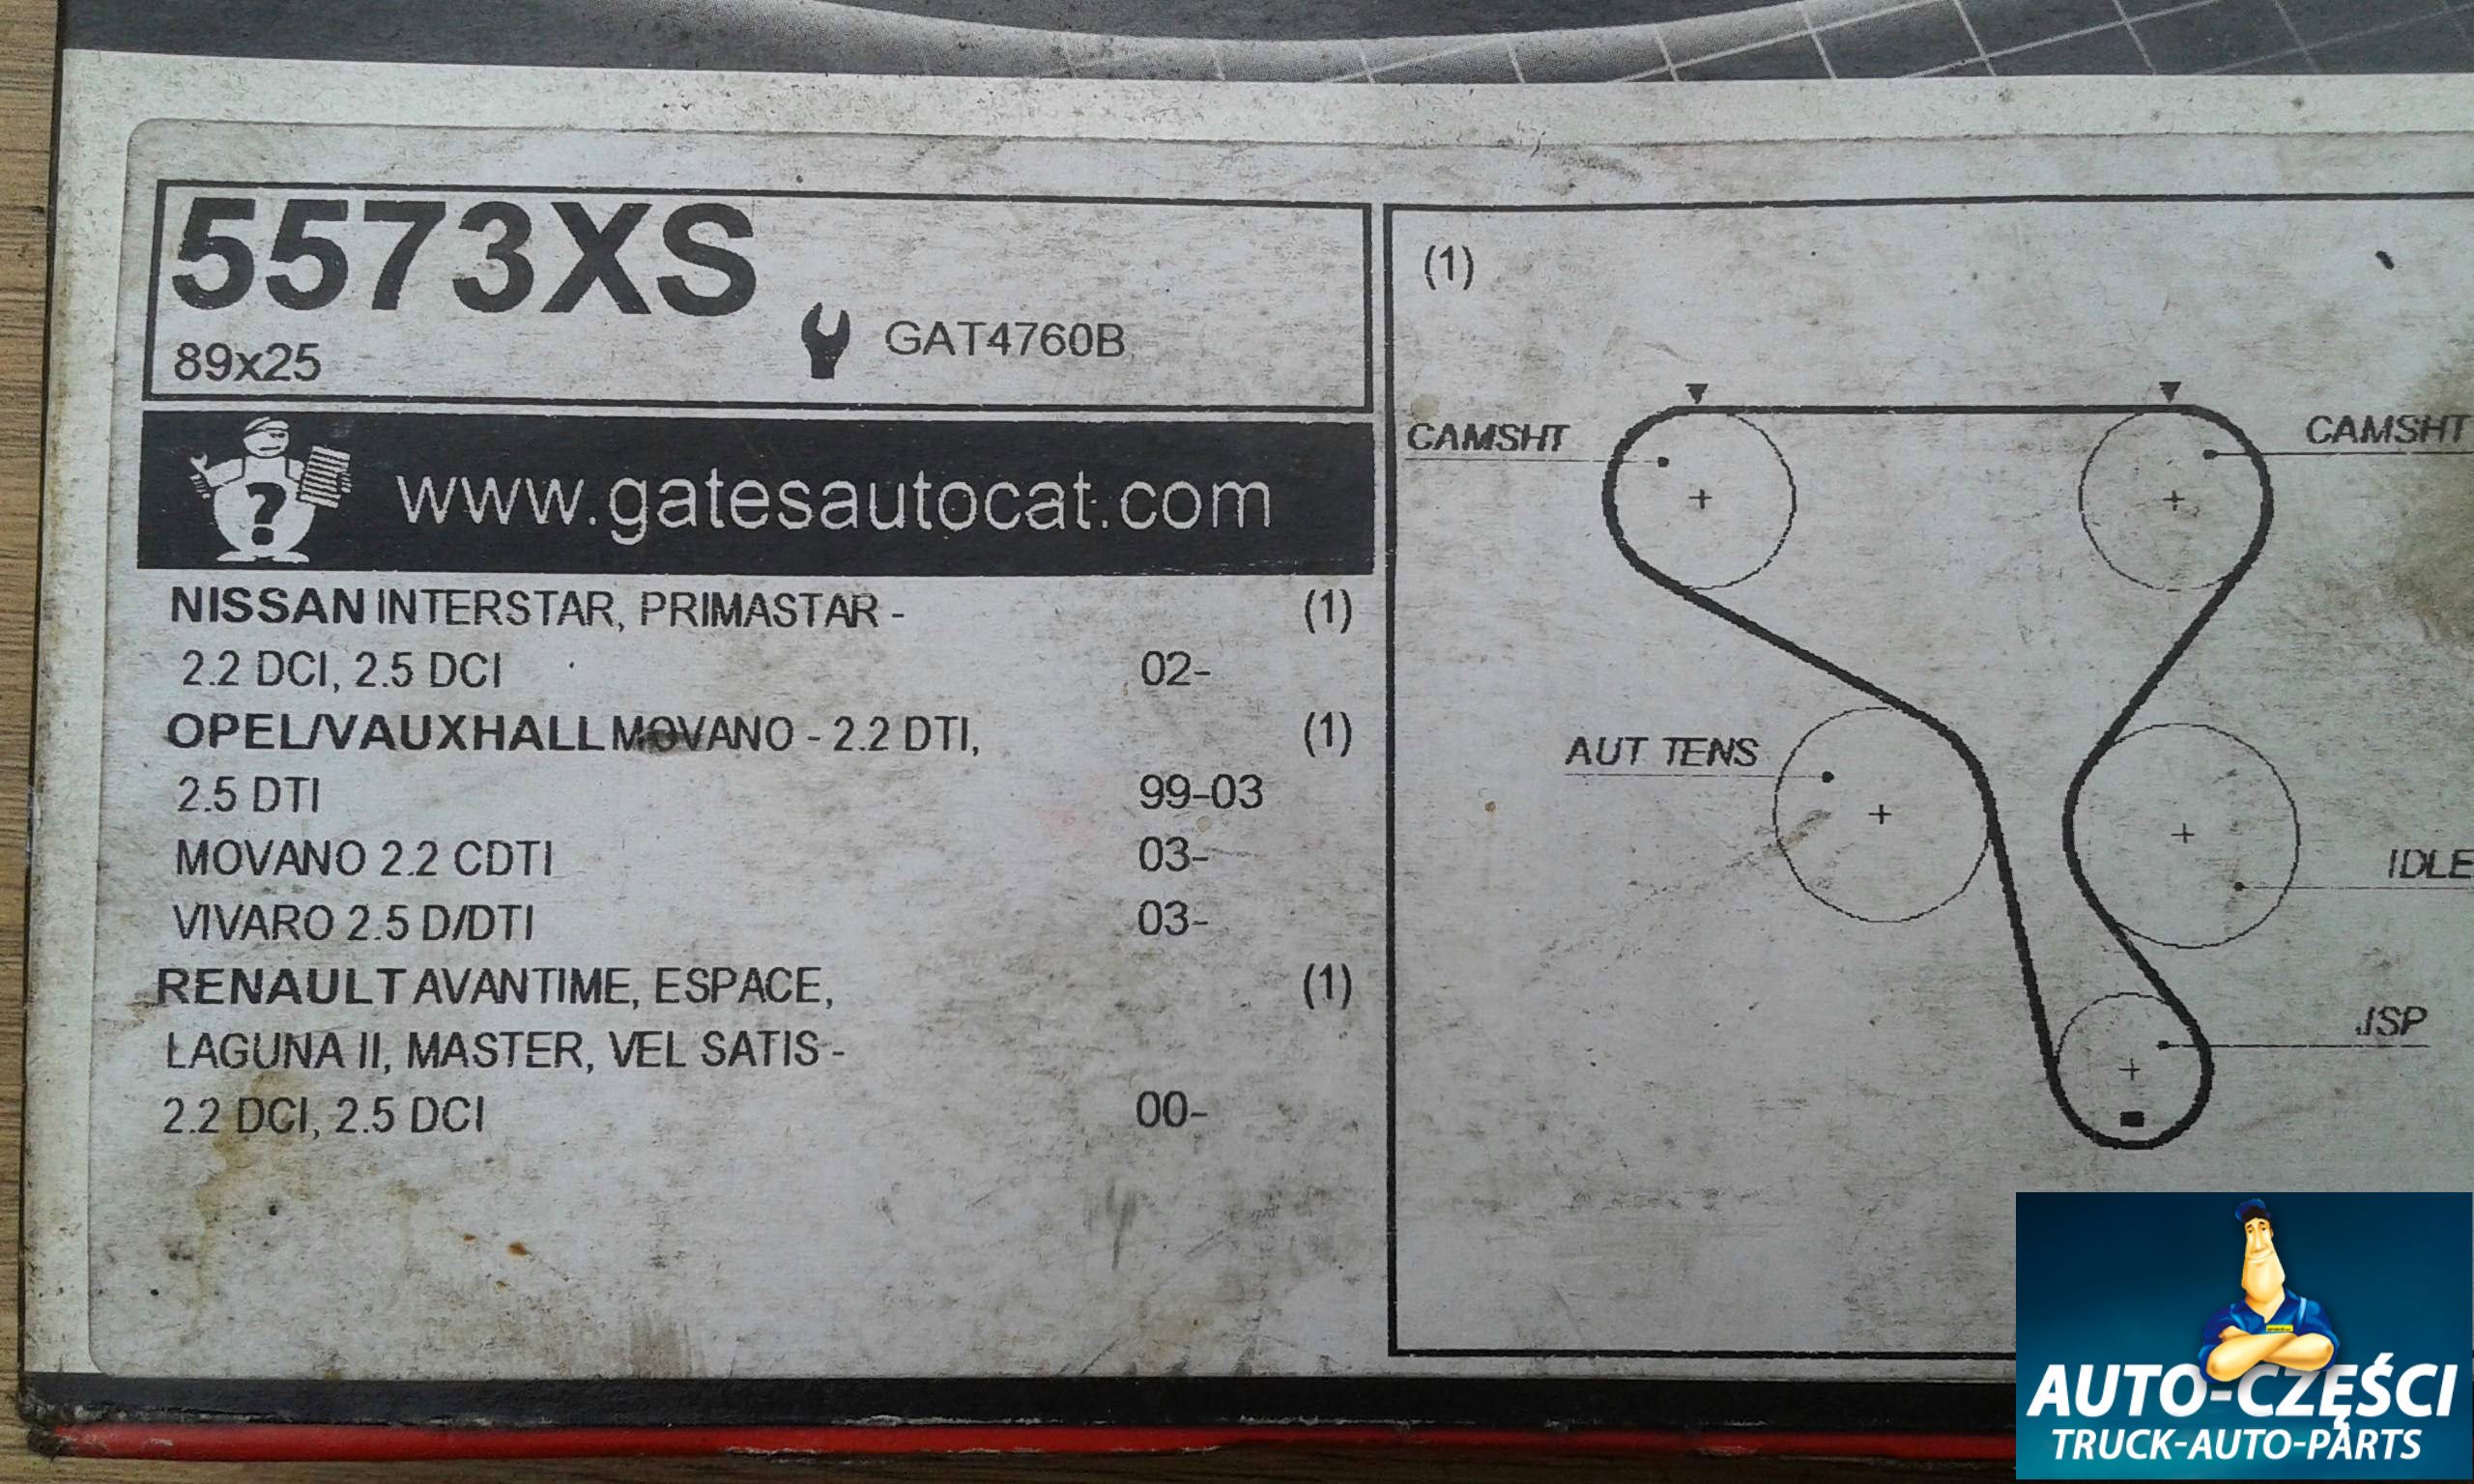 5573XS
89x25
GAT4760B
?
www.gatesautocat.com
NISSAN INTERSTAR, PRIMASTAR - (1)
2.2 DCI, 2.5 DCI 02-
OPEL/VAUXHALL MOVANO - 2.2 DTI, (1)
2.5 DTI 99-03
MOVANO 2.2 CDTI 03-
VIVARO 2.5 D/DTI 03-
RENAULT AVANTIME, ESPACE, (1)
LAGUNA II, MASTER, VEL SATIS -
2.2 DCI, 2.5 DCI 00-
(1)
CAMSHT
CAMSHT
AUT TENS
IDLE
JSP
AUTO-CZĘŚCI
TRUCK-AUTO-PARTS